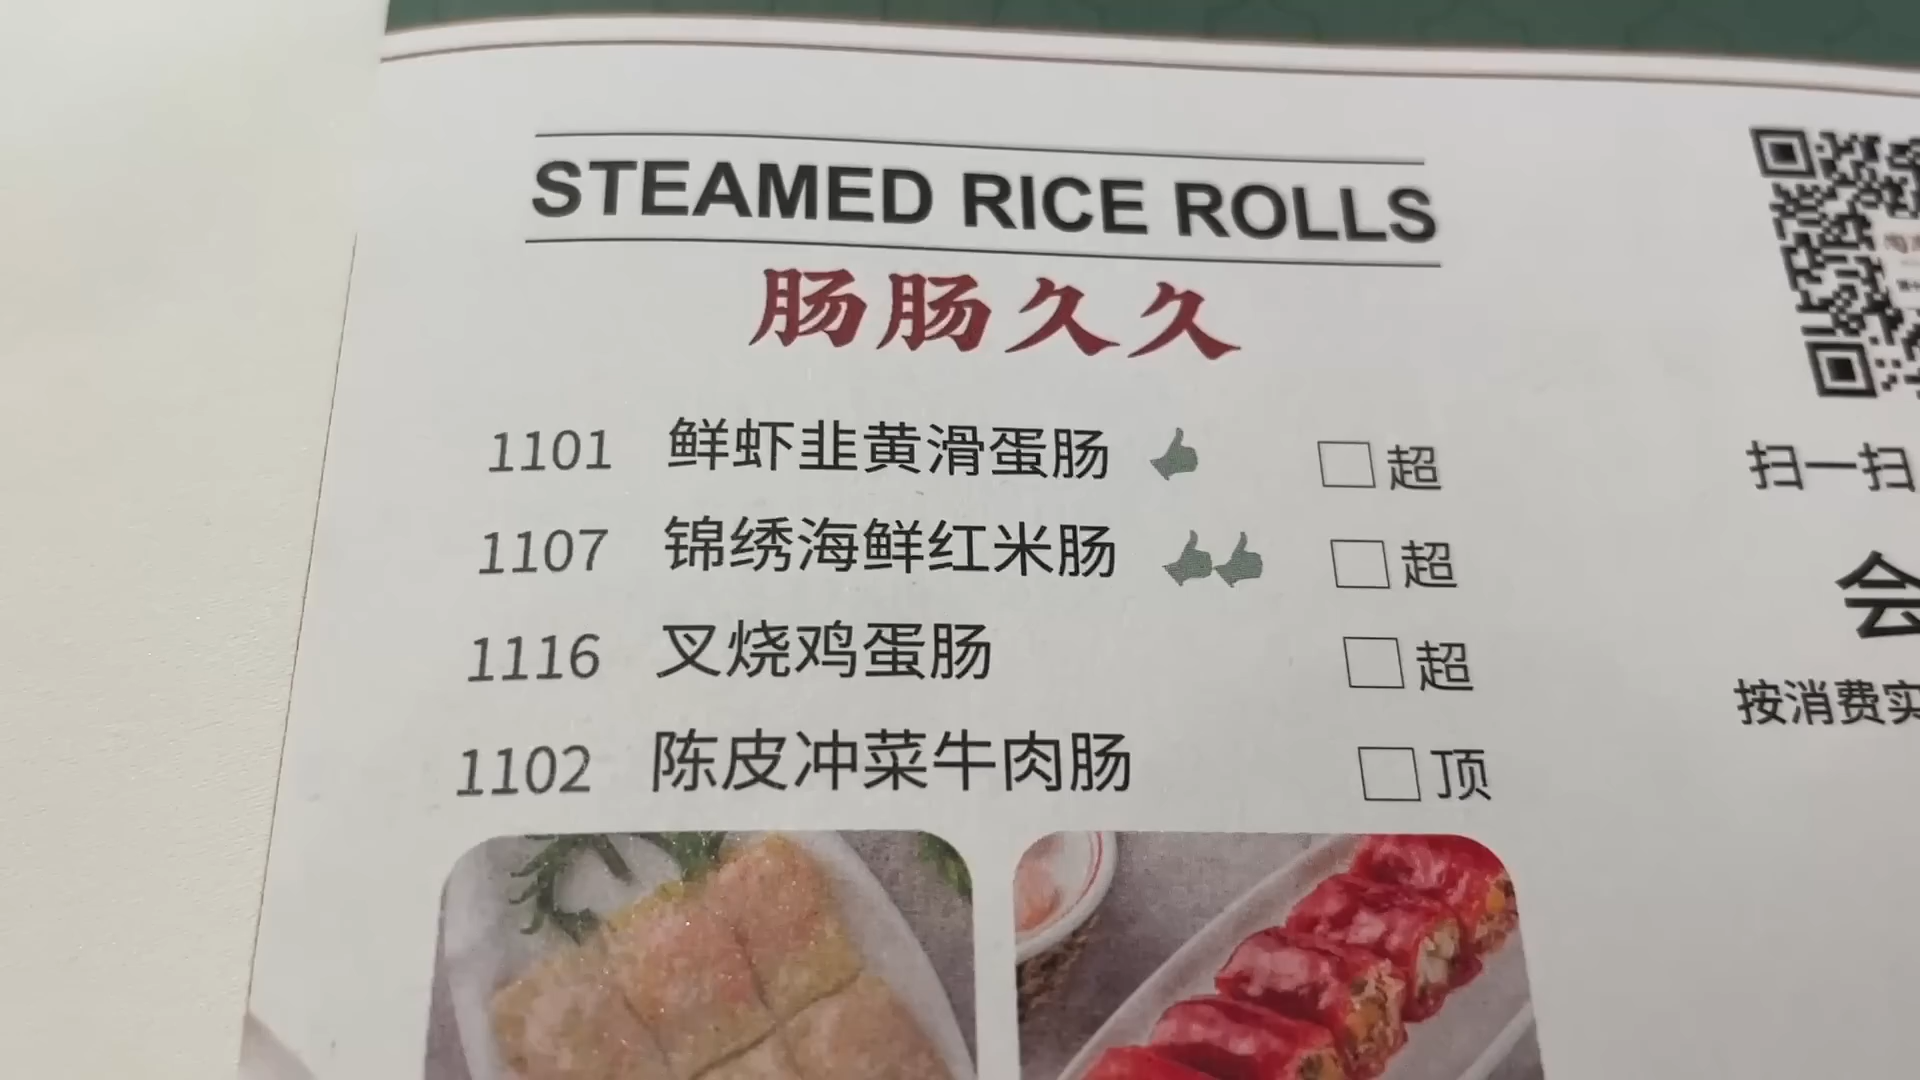 STEAMED RICE ROLLS
肠肠久久
1101 鲜虾韭黄滑蛋肠 超
1107 锦绣海鲜红米肠 超
1116 叉烧鸡蛋肠 超
1102 陈皮冲菜牛肉肠 顶
扫一扫
会
按消费实